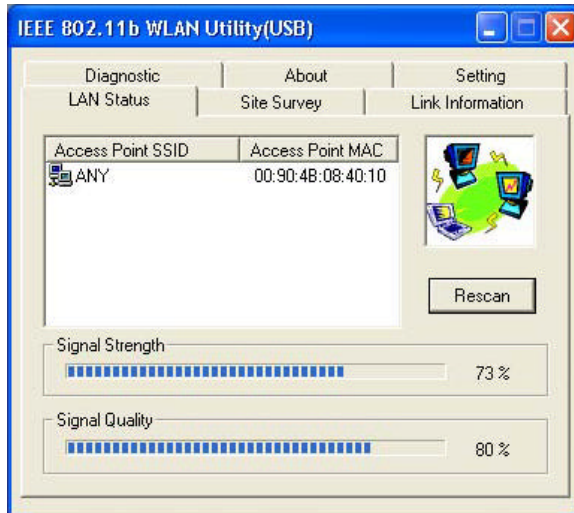 IEEE 802.11b WLAN Utility(USB)
Diagnostic About Setting
LAN Status Site Survey Link Information
Access Point SSID Access Point MAC
ANY 00:90:4B:08:40:10
Rescan
Signal Strength
73 %
Signal Quality
80 %